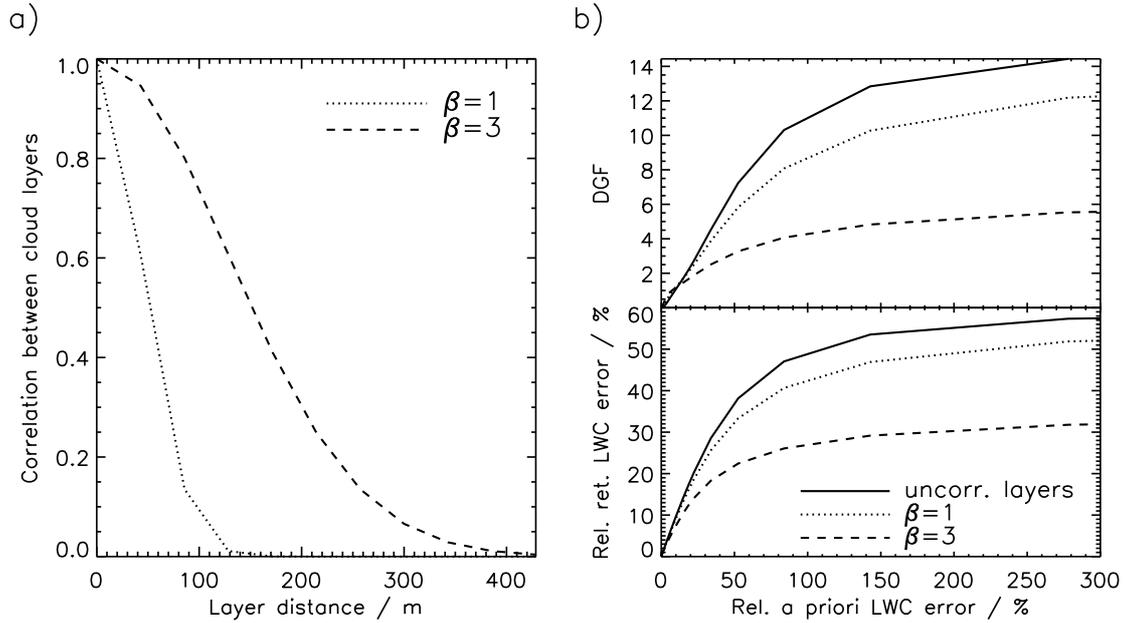 a)
1.0
0.8
0.6
0.4
0.2
0.0
Correlation between cloud layers
β=1
β=3
0 100 200 300 400
Layer distance / m
b)
14
12
10
8
6
4
2
DGF
60
50
40
30
20
10
0
Rel. ret. LWC error / %
uncorr. layers
β=1
β=3
0 50 100 150 200 250 300
Rel. a priori LWC error / %